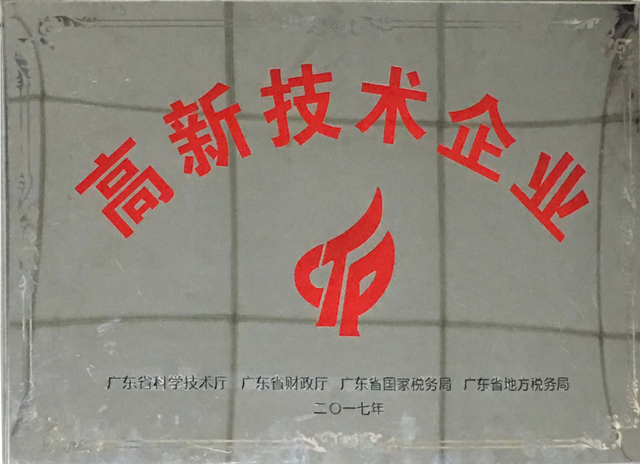 高新技术企业
广东省科学技术厅 广东省财政厅 广东省国家税务局 广东省地方税务局
二〇一七年